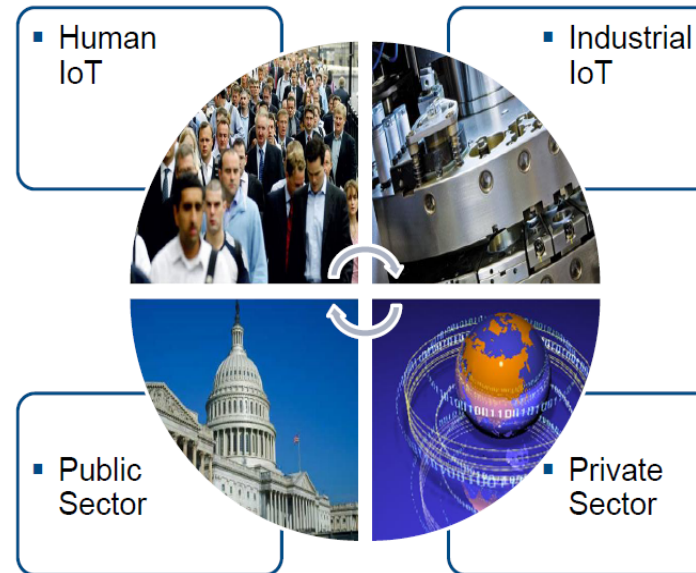 Human
IoT
Industrial
IoT
Public
Sector
Private
Sector